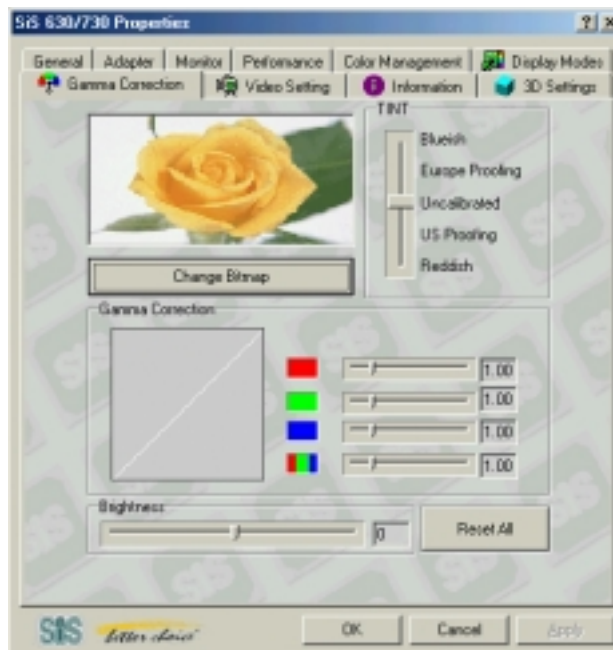 SiS 630/730 Properties
General Adapter Monitor Performance Color Management Display Modes
Gamma Correction Video Setting Information 3D Settings
TINT
Blueish
Europe Proofing
Uncalibrated
US Proofing
Reddish
Change Bitmap
Gamma Correction
1.00
1.00
1.00
1.00
Brightness
0
Reset All
SiS better choice
OK Cancel Apply